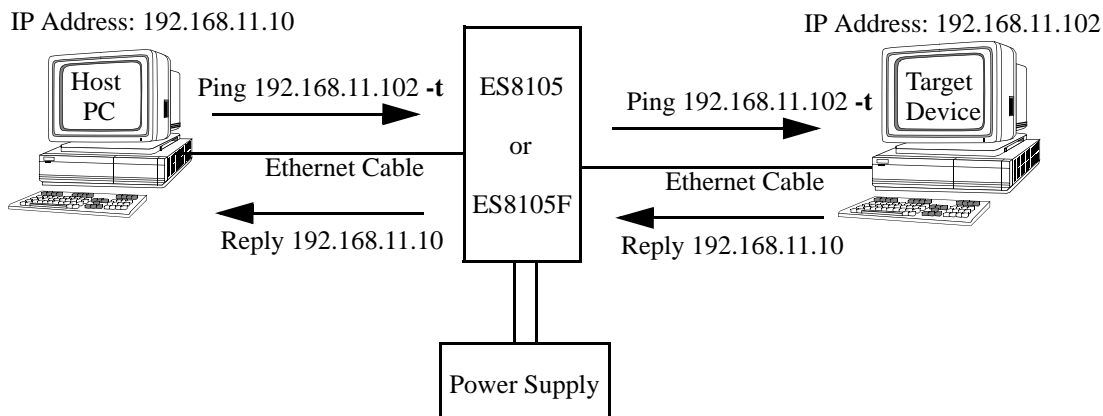 IP Address: 192.168.11.10
IP Address: 192.168.11.102
Host
PC
Ping 192.168.11.102 -t
Ethernet Cable
Reply 192.168.11.10
ES8105
or
ES8105F
Ping 192.168.11.102 -t
Ethernet Cable
Reply 192.168.11.10
Target
Device
Power Supply